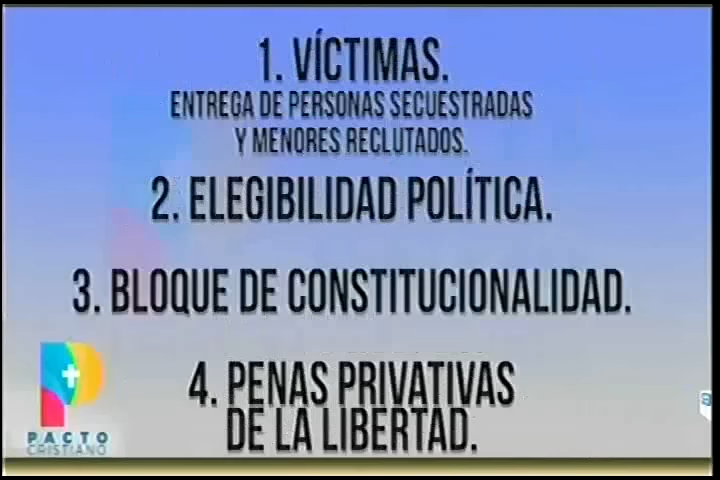 1. VÍCTIMAS.
ENTREGA DE PERSONAS SECUESTRADAS
Y MENORES RECLUTADOS.
2. ELEGIBILIDAD POLÍTICA.
3. BLOQUE DE CONSTITUCIONALIDAD.
4. PENAS PRIVATIVAS
DE LA LIBERTAD.
PACTO
CRISTIANO